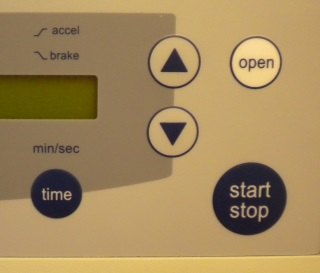 accel
brake
open
min/sec
time
start
stop